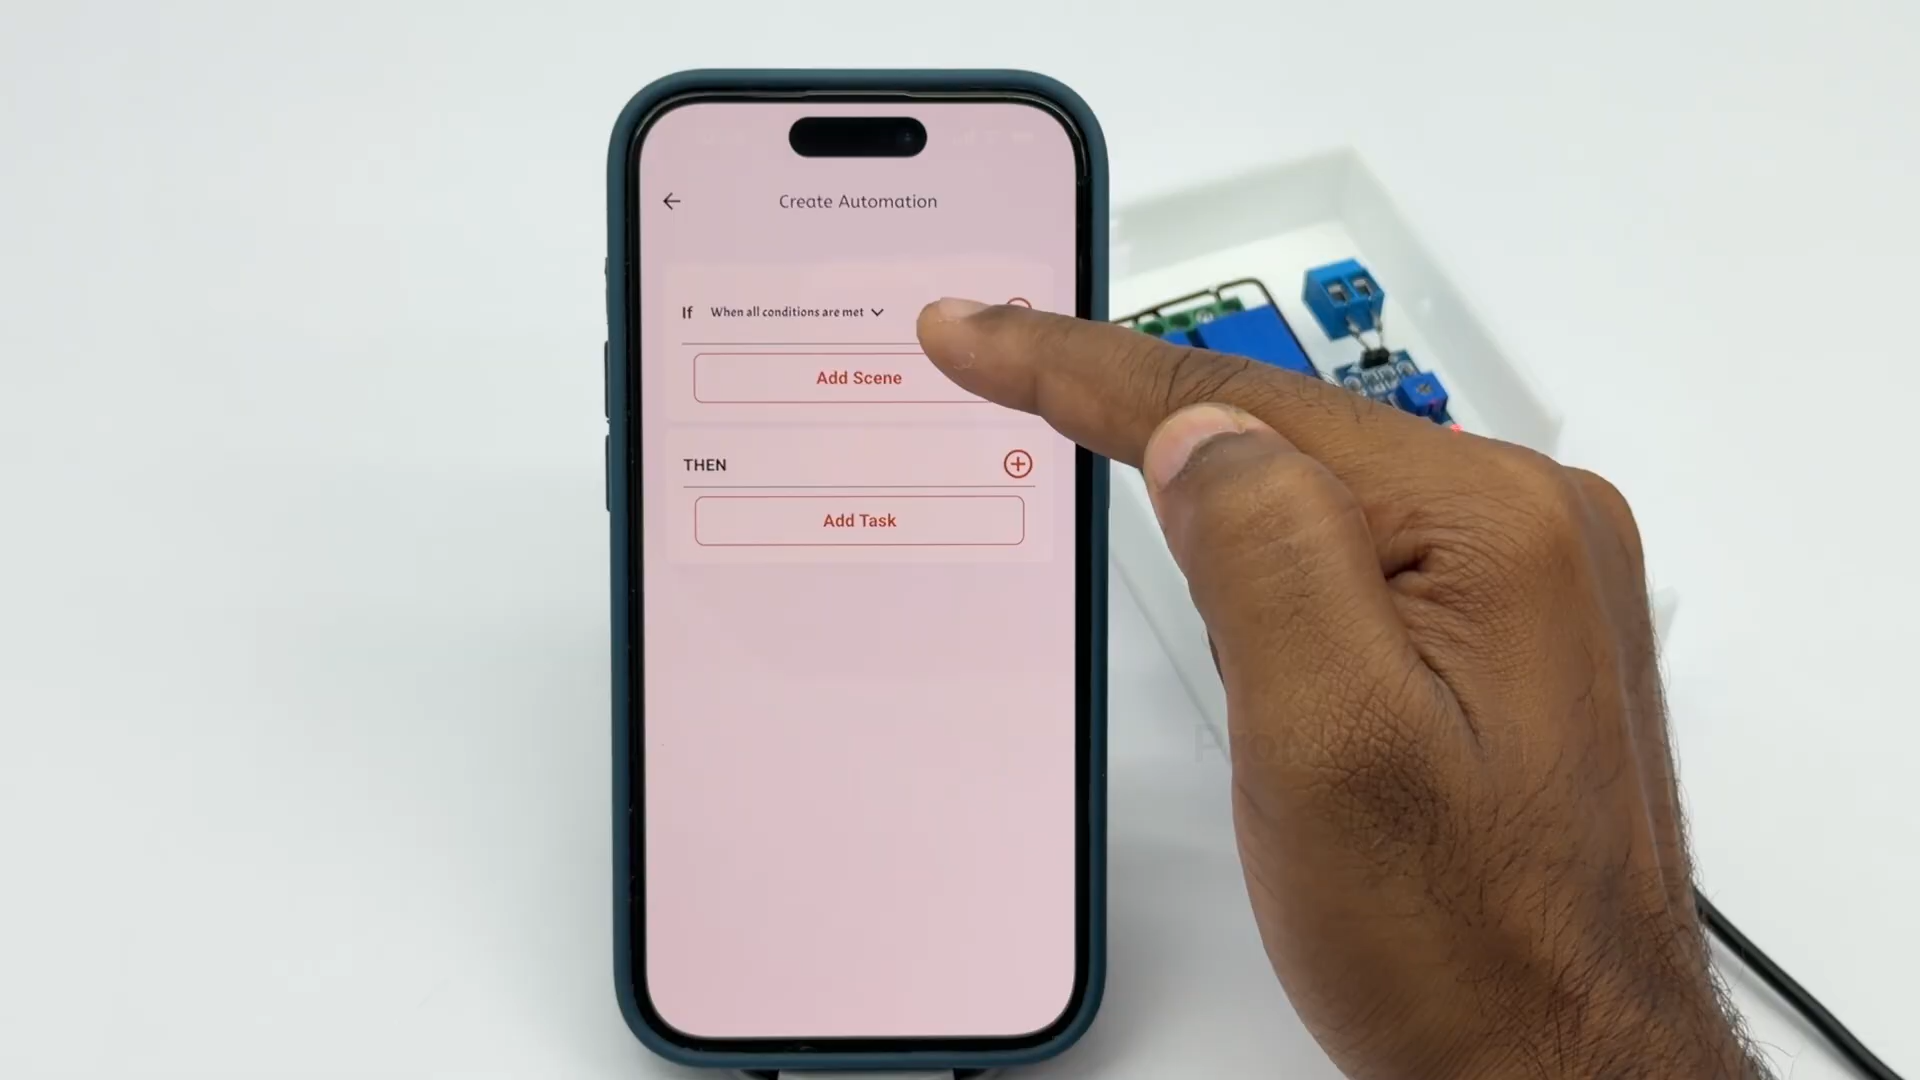 Create Automation
If When all conditions are met
Add Scene
THEN
Add Task